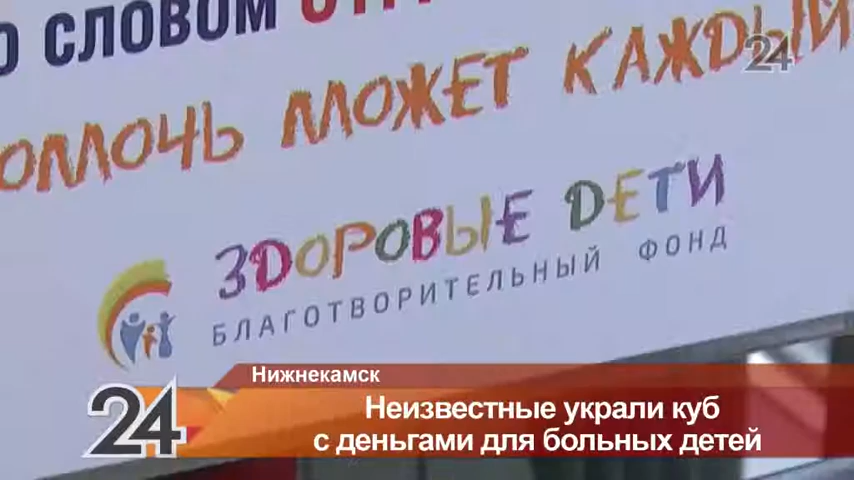 О СЛОВОМ
ОМОЧЬ МОЖЕТ КАЖДЫЙ
24
ЗДОРОВЫЕ ДЕТИ
БЛАГОТВОРИТЕЛЬНЫЙ ФОНД
Нижнекамск
24
Неизвестные украли куб
с деньгами для больных детей